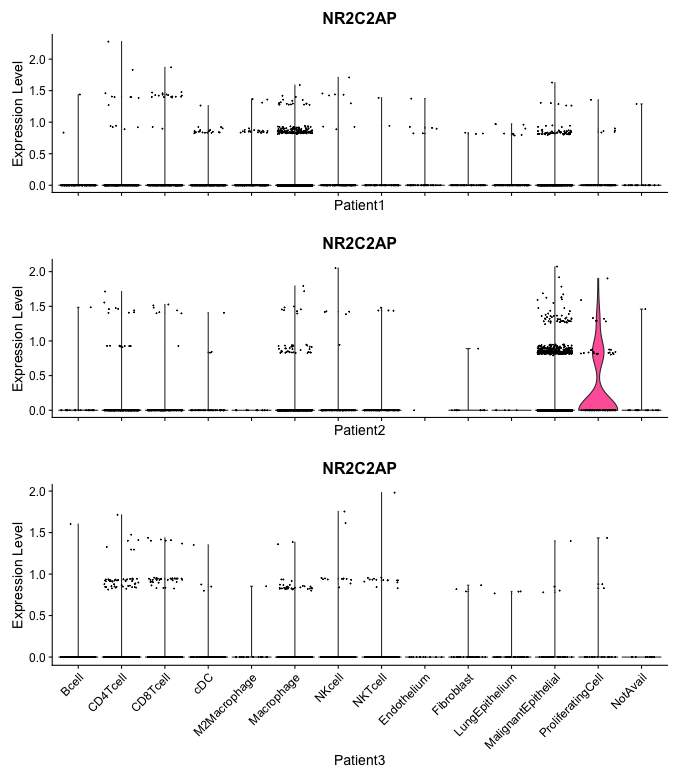 NR2C2AP
Expression Level
2.0
1.5
1.0
0.5
0.0
Patient1
NR2C2AP
Expression Level
2.0
1.5
1.0
0.5
0.0
Patient2
NR2C2AP
Expression Level
2.0
1.5
1.0
0.5
0.0
Bcell
CD4Tcell
CD8Tcell
cDC
M2Macrophage
Macrophage
NKcell
NKTcell
Endothelium
Fibroblast
LungEpithelium
MalignantEpithelial
ProliferatingCell
NotAvail
Patient3